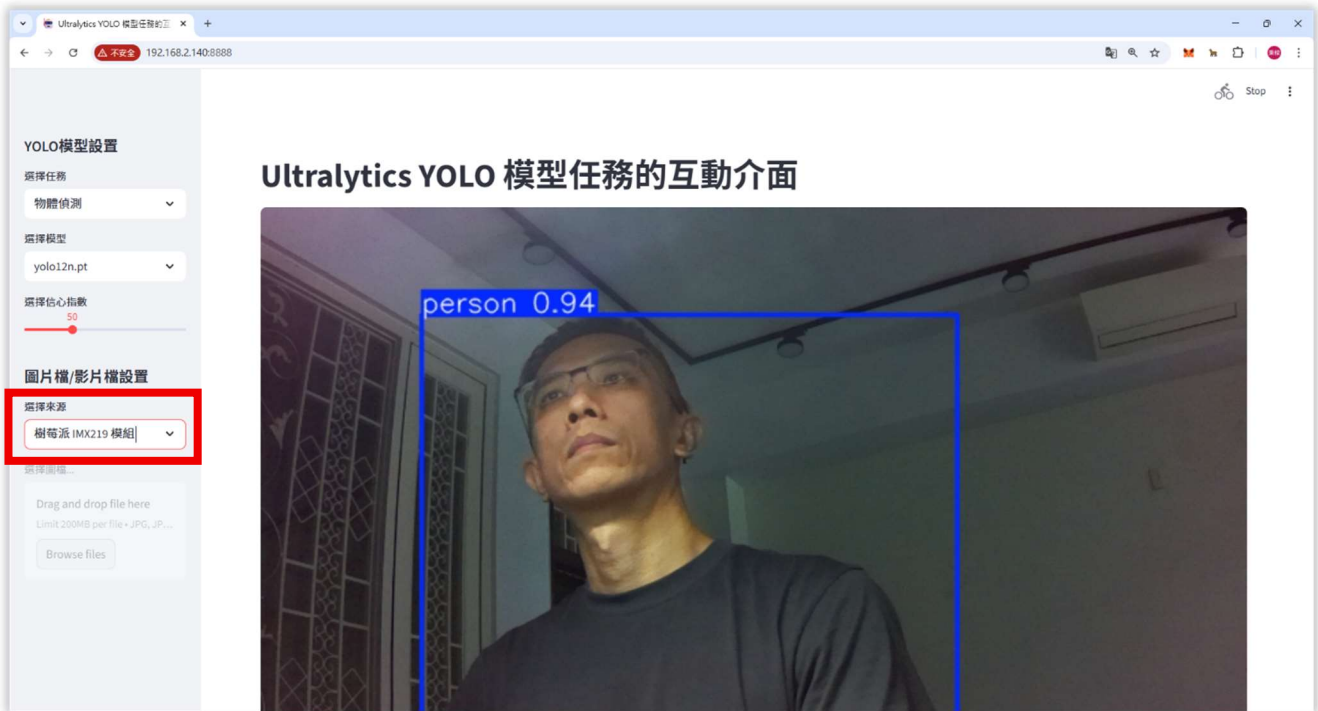 Ultralytics YOLO 模型任務的互
不安全 192.168.2.140:8888
Stop
YOLO模型設置
選擇任務
物體偵測
選擇模型
yolo12n.pt
選擇信心指數
50
圖片檔/影片檔設置
選擇來源
樹莓派 IMX219 模組
選擇圖檔...
Drag and drop file here
Limit 200MB per file • JPG, JP...
Browse files
Ultralytics YOLO 模型任務的互動介面
person 0.94